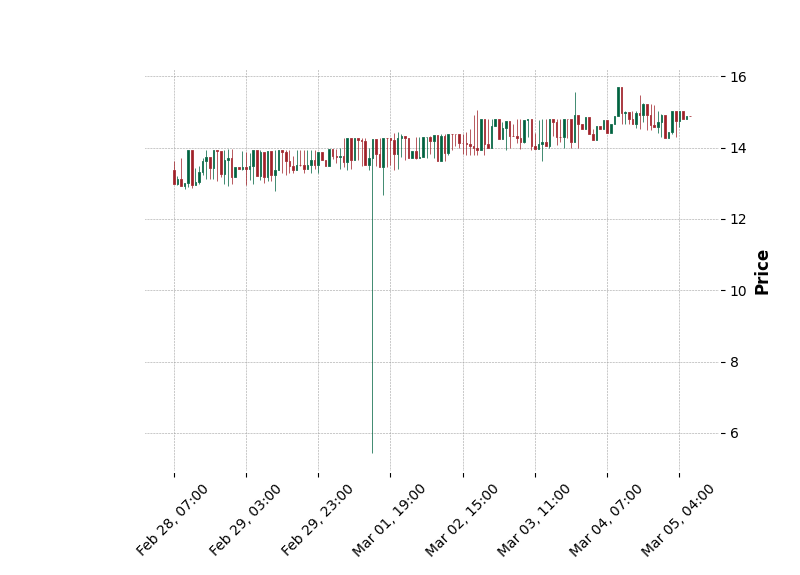 16
14
12
10
8
6
Price
Feb 28, 07:00
Feb 29, 03:00
Feb 29, 23:00
Mar 01, 19:00
Mar 02, 15:00
Mar 03, 11:00
Mar 04, 07:00
Mar 05, 04:00